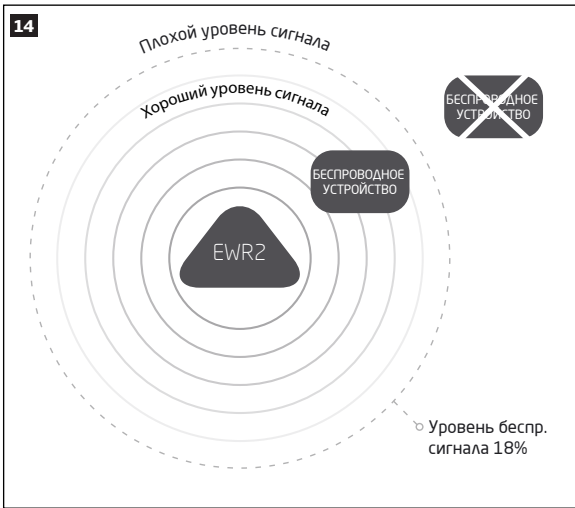 14
Плохой уровень сигнала
Хороший уровень сигнала
БЕСПРОВОДНОЕ
УСТРОЙСТВО
БЕСПРОВОДНОЕ
УСТРОЙСТВО
EWR2
Уровень беспр.
сигнала 18%